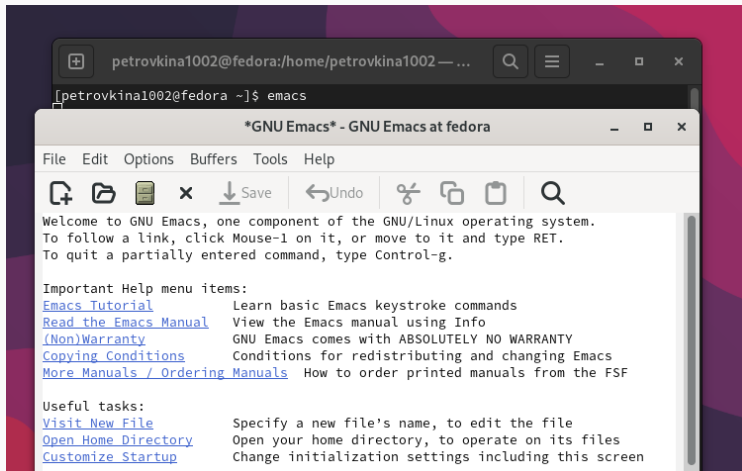 petrovkina1002@fedora:/home/petrovkina1002 — ...
[petrovkina1002@fedora ~]$ emacs
*GNU Emacs* - GNU Emacs at fedora
File Edit Options Buffers Tools Help
Save Undo
Welcome to GNU Emacs, one component of the GNU/Linux operating system.
To follow a link, click Mouse-1 on it, or move to it and type RET.
To quit a partially entered command, type Control-g.
Important Help menu items:
Emacs Tutorial Learn basic Emacs keystroke commands
Read the Emacs Manual View the Emacs manual using Info
(Non)Warranty GNU Emacs comes with ABSOLUTELY NO WARRANTY
Copying Conditions Conditions for redistributing and changing Emacs
More Manuals / Ordering Manuals How to order printed manuals from the FSF
Useful tasks:
Visit New File Specify a new file's name, to edit the file
Open Home Directory Open your home directory, to operate on its files
Customize Startup Change initialization settings including this screen